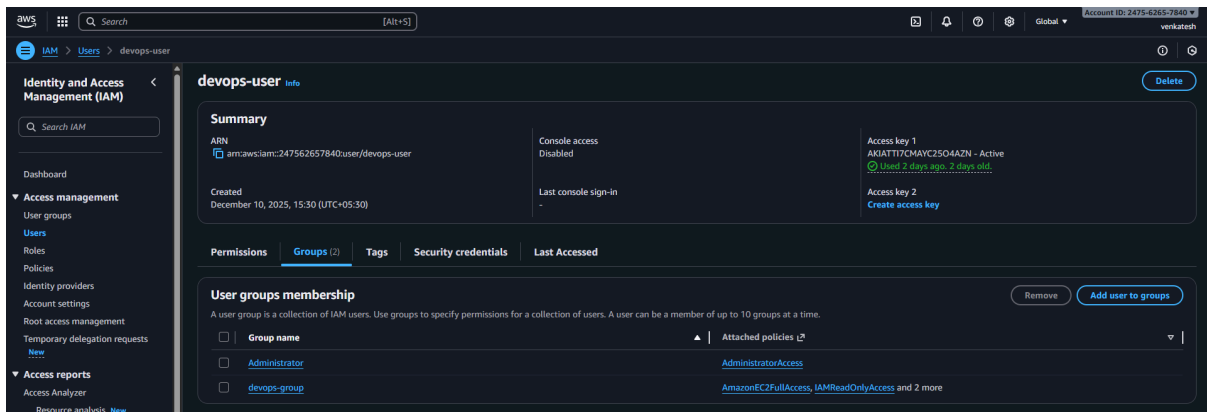 aws
Search [Alt+S]
Global ▼
Account ID: 2475-6265-7840 ▼
venkatesh
IAM > Users > devops-user
Identity and Access Management (IAM)
Search IAM
Dashboard
▼ Access management
User groups
Users
Roles
Policies
Identity providers
Account settings
Root access management
Temporary delegation requests
New
▼ Access reports
Access Analyzer
Resource analysis New
devops-user Info
Delete
Summary
ARN
arn:aws:iam::247562657840:user/devops-user
Console access
Disabled
Access key 1
AKIATTI7CMAYC25O4AZN - Active
Used 2 days ago. 2 days old.
Created
December 10, 2025, 15:30 (UTC+05:30)
Last console sign-in
-
Access key 2
Create access key
Permissions
Groups (2)
Tags
Security credentials
Last Accessed
User groups membership
Remove
Add user to groups
A user group is a collection of IAM users. Use groups to specify permissions for a collection of users. A user can be a member of up to 10 groups at a time.
Group name
Attached policies
Administrator
AdministratorAccess
devops-group
AmazonEC2FullAccess, IAMReadOnlyAccess and 2 more